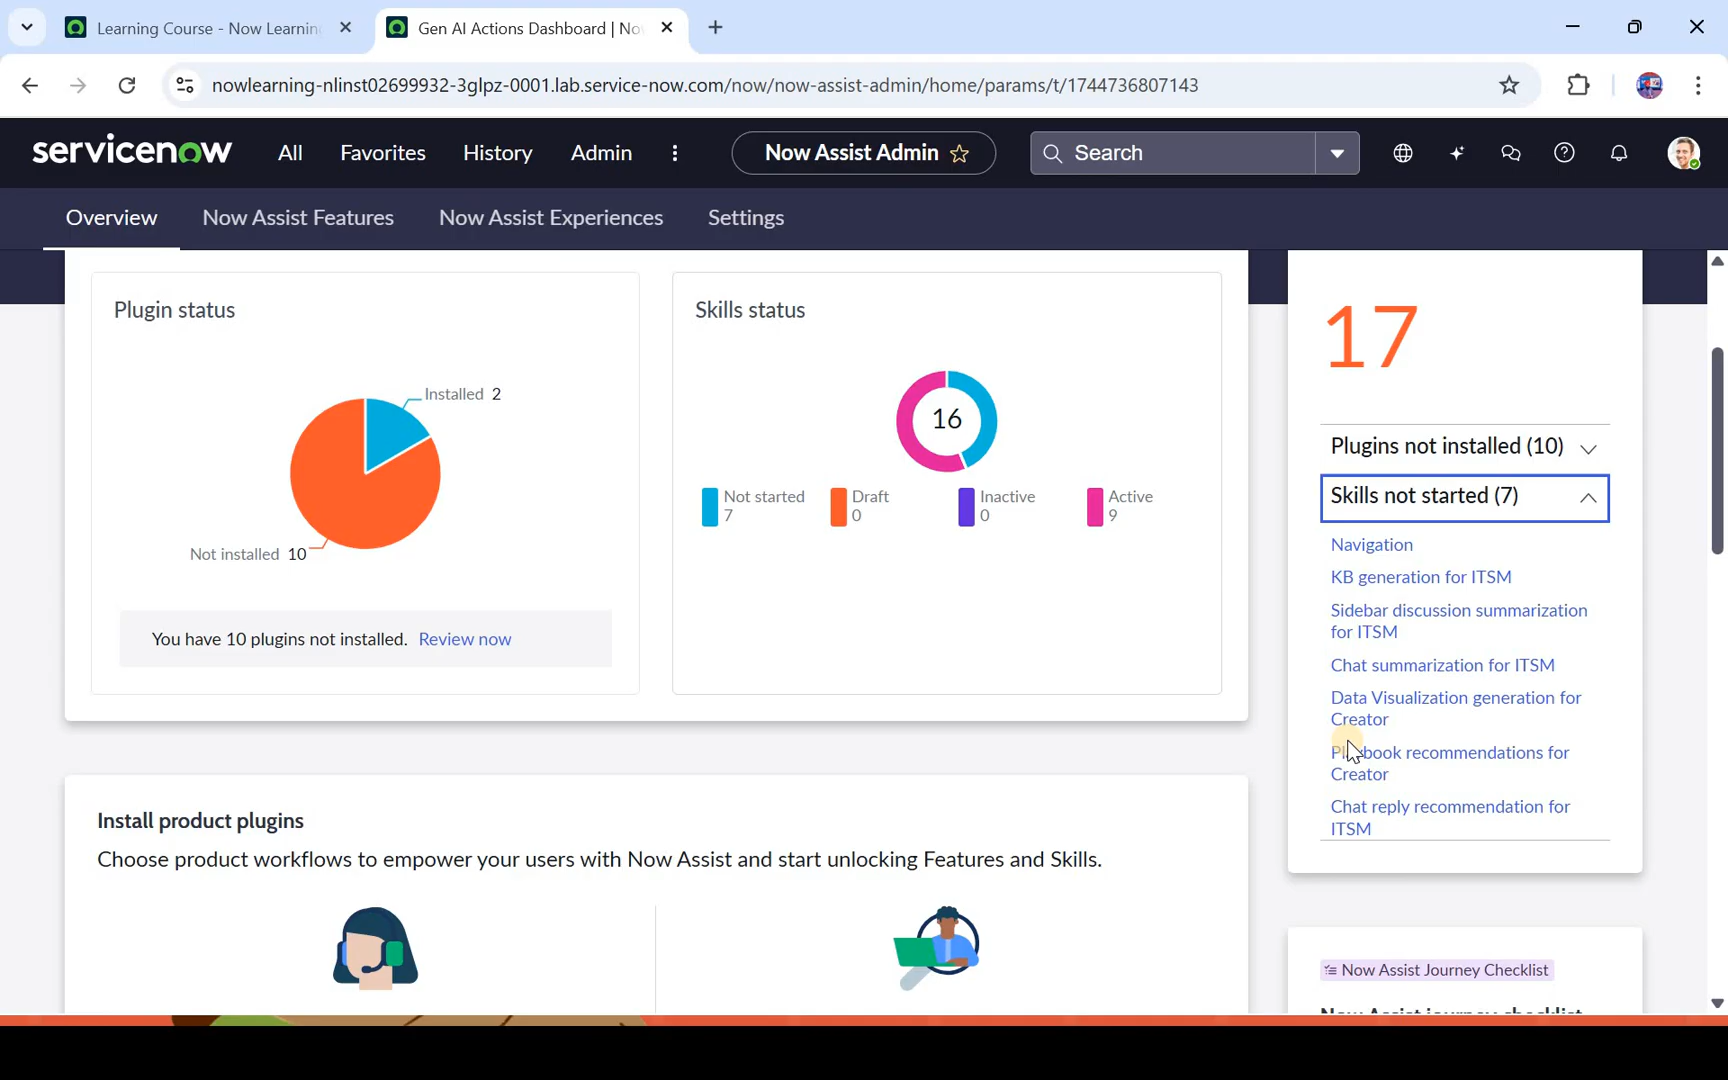 Learning Course - Now Learnin
Gen AI Actions Dashboard | No
nowlearning-nlinst02699932-3glpz-0001.lab.service-now.com/now/now-assist-admin/home/params/t/1744736807143
servicenow
All
Favorites
History
Admin
Now Assist Admin
Search
Overview
Now Assist Features
Now Assist Experiences
Settings
Plugin status
Installed 2
Not installed 10
You have 10 plugins not installed. Review now
Skills status
16
Not started
7
Draft
0
Inactive
0
Active
9
17
Plugins not installed (10)
Skills not started (7)
Navigation
KB generation for ITSM
Sidebar discussion summarization
for ITSM
Chat summarization for ITSM
Data Visualization generation for
Creator
Playbook recommendations for
Creator
Chat reply recommendation for
ITSM
Install product plugins
Choose product workflows to empower your users with Now Assist and start unlocking Features and Skills.
Now Assist Journey Checklist
Now Assist journey checklist